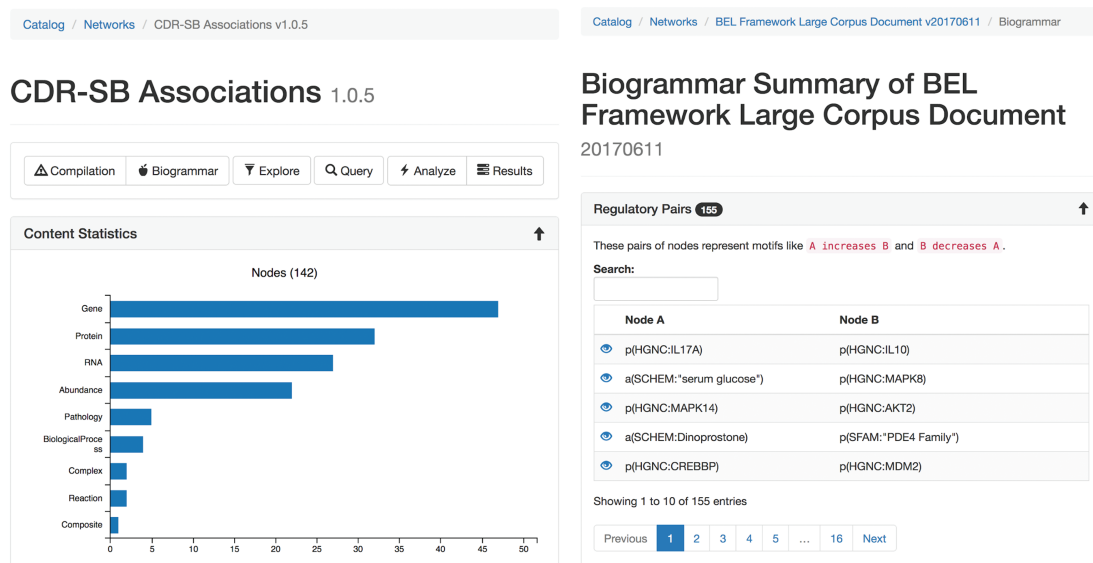 Catalog / Networks / CDR-SB Associations v1.0.5
CDR-SB Associations 1.0.5
Compilation Biogrammar Explore Query Analyze Results
Content Statistics
Nodes (142)
Gene
Protein
RNA
Abundance
Pathology
BiologicalProce
ss
Complex
Reaction
Composite
0 5 10 15 20 25 30 35 40 45 50
Catalog / Networks / BEL Framework Large Corpus Document v20170611 / Biogrammar
Biogrammar Summary of BEL
Framework Large Corpus Document
20170611
Regulatory Pairs 155
These pairs of nodes represent motifs like A increases B and B decreases A.
Search:
Node A Node B
p(HGNC:IL17A) p(HGNC:IL10)
a(SCHEM:"serum glucose") p(HGNC:MAPK8)
p(HGNC:MAPK14) p(HGNC:AKT2)
a(SCHEM:Dinoprostone) p(SFAM:"PDE4 Family")
p(HGNC:CREBBP) p(HGNC:MDM2)
Showing 1 to 10 of 155 entries
Previous 1 2 3 4 5 ... 16 Next